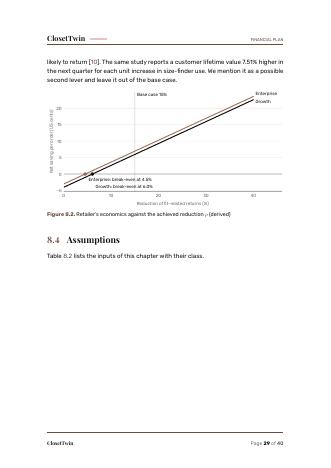 ClosetTwin
FINANCIAL PLAN
likely to return [10]. The same study reports a customer lifetime value 7.51% higher in
the next quarter for each unit increase in size-finder use. We mention it as a possible
second lever and leave it out of the base case.
Base case 15%
Enterprise
Growth
Net saving per order (US cents)
20
15
10
5
0
Enterprise: break-even at 4.5%
Growth: break-even at 6.0%
0
10
20
30
40
Reduction of fit-related returns (%)
Figure 8.2. Retailer's economics against the achieved reduction ρ (derived)
8.4 Assumptions
Table 8.2 lists the inputs of this chapter with their class.
ClosetTwin
Page 29 of 40